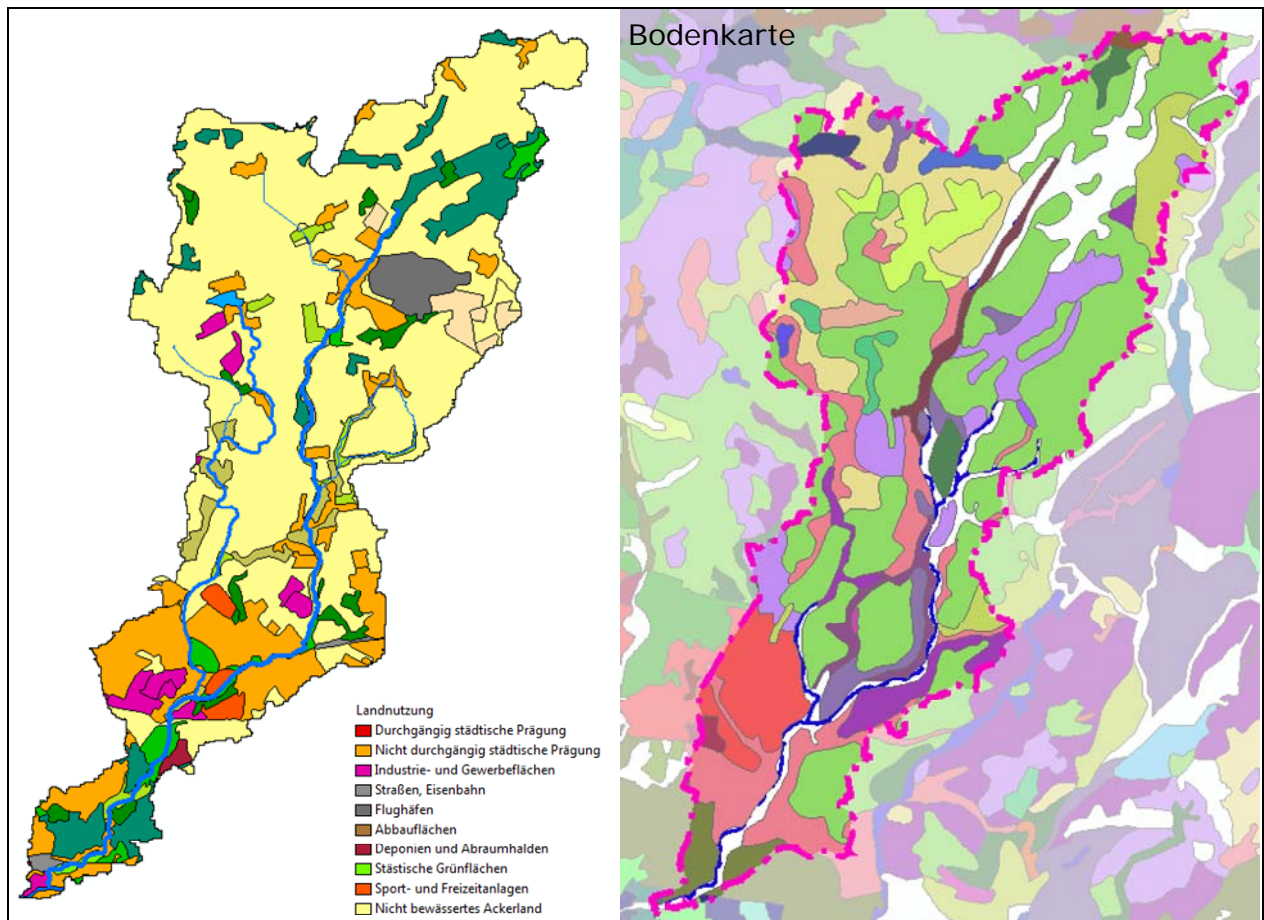 Bodenkarte
Landnutzung
Durchgängig städtische Prägung
Nicht durchgängig städtische Prägung
Industrie- und Gewerbeflächen
Straßen, Eisenbahn
Flughäfen
Abbauflächen
Deponien und Abraumhalden
Stästische Grünflächen
Sport- und Freizeitanlagen
Nicht bewässertes Ackerland